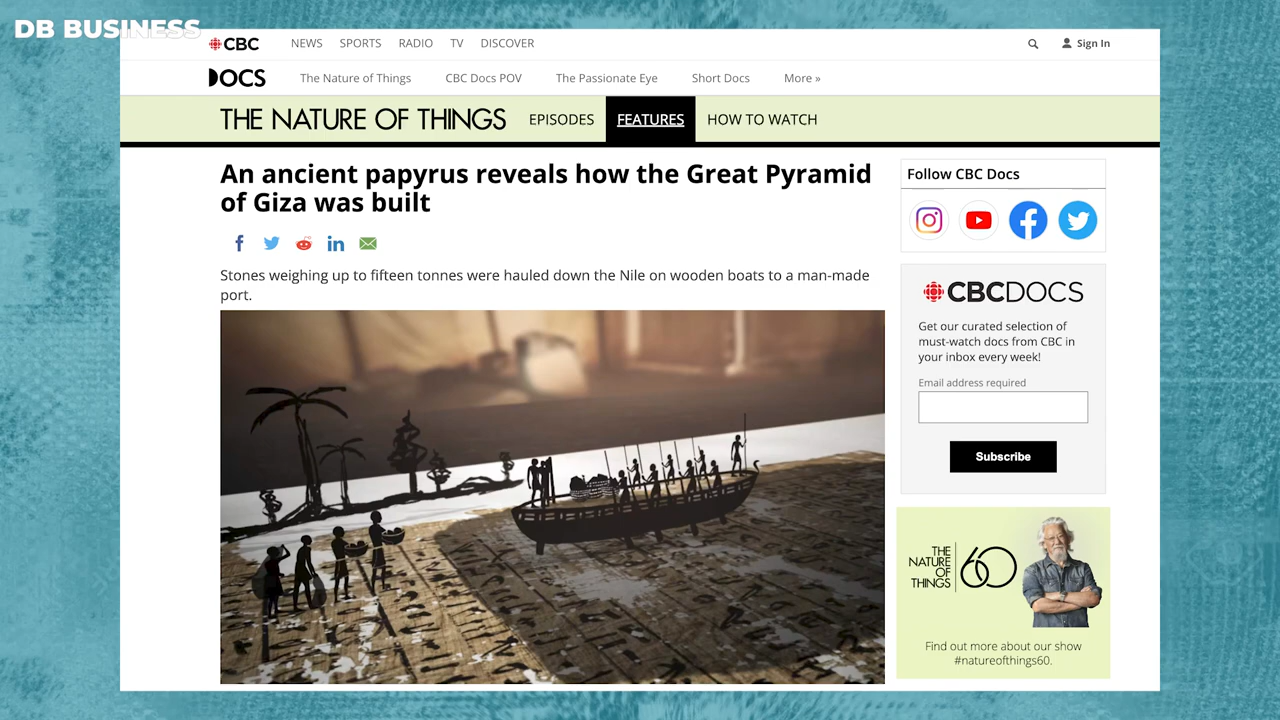 DB BUSINESS
CBC
NEWS SPORTS RADIO TV DISCOVER
Sign In
DOCS
The Nature of Things CBC Docs POV The Passionate Eye Short Docs More »
THE NATURE OF THINGS EPISODES FEATURES HOW TO WATCH
An ancient papyrus reveals how the Great Pyramid
of Giza was built
Stones weighing up to fifteen tonnes were hauled down the Nile on wooden boats to a man-made
port.
Follow CBC Docs
CBCDOCS
Get our curated selection of
must-watch docs from CBC in
your inbox every week!
Email address required
Subscribe
THE
NATURE
OF
THINGS
60
Find out more about our show
#natureofthings60.